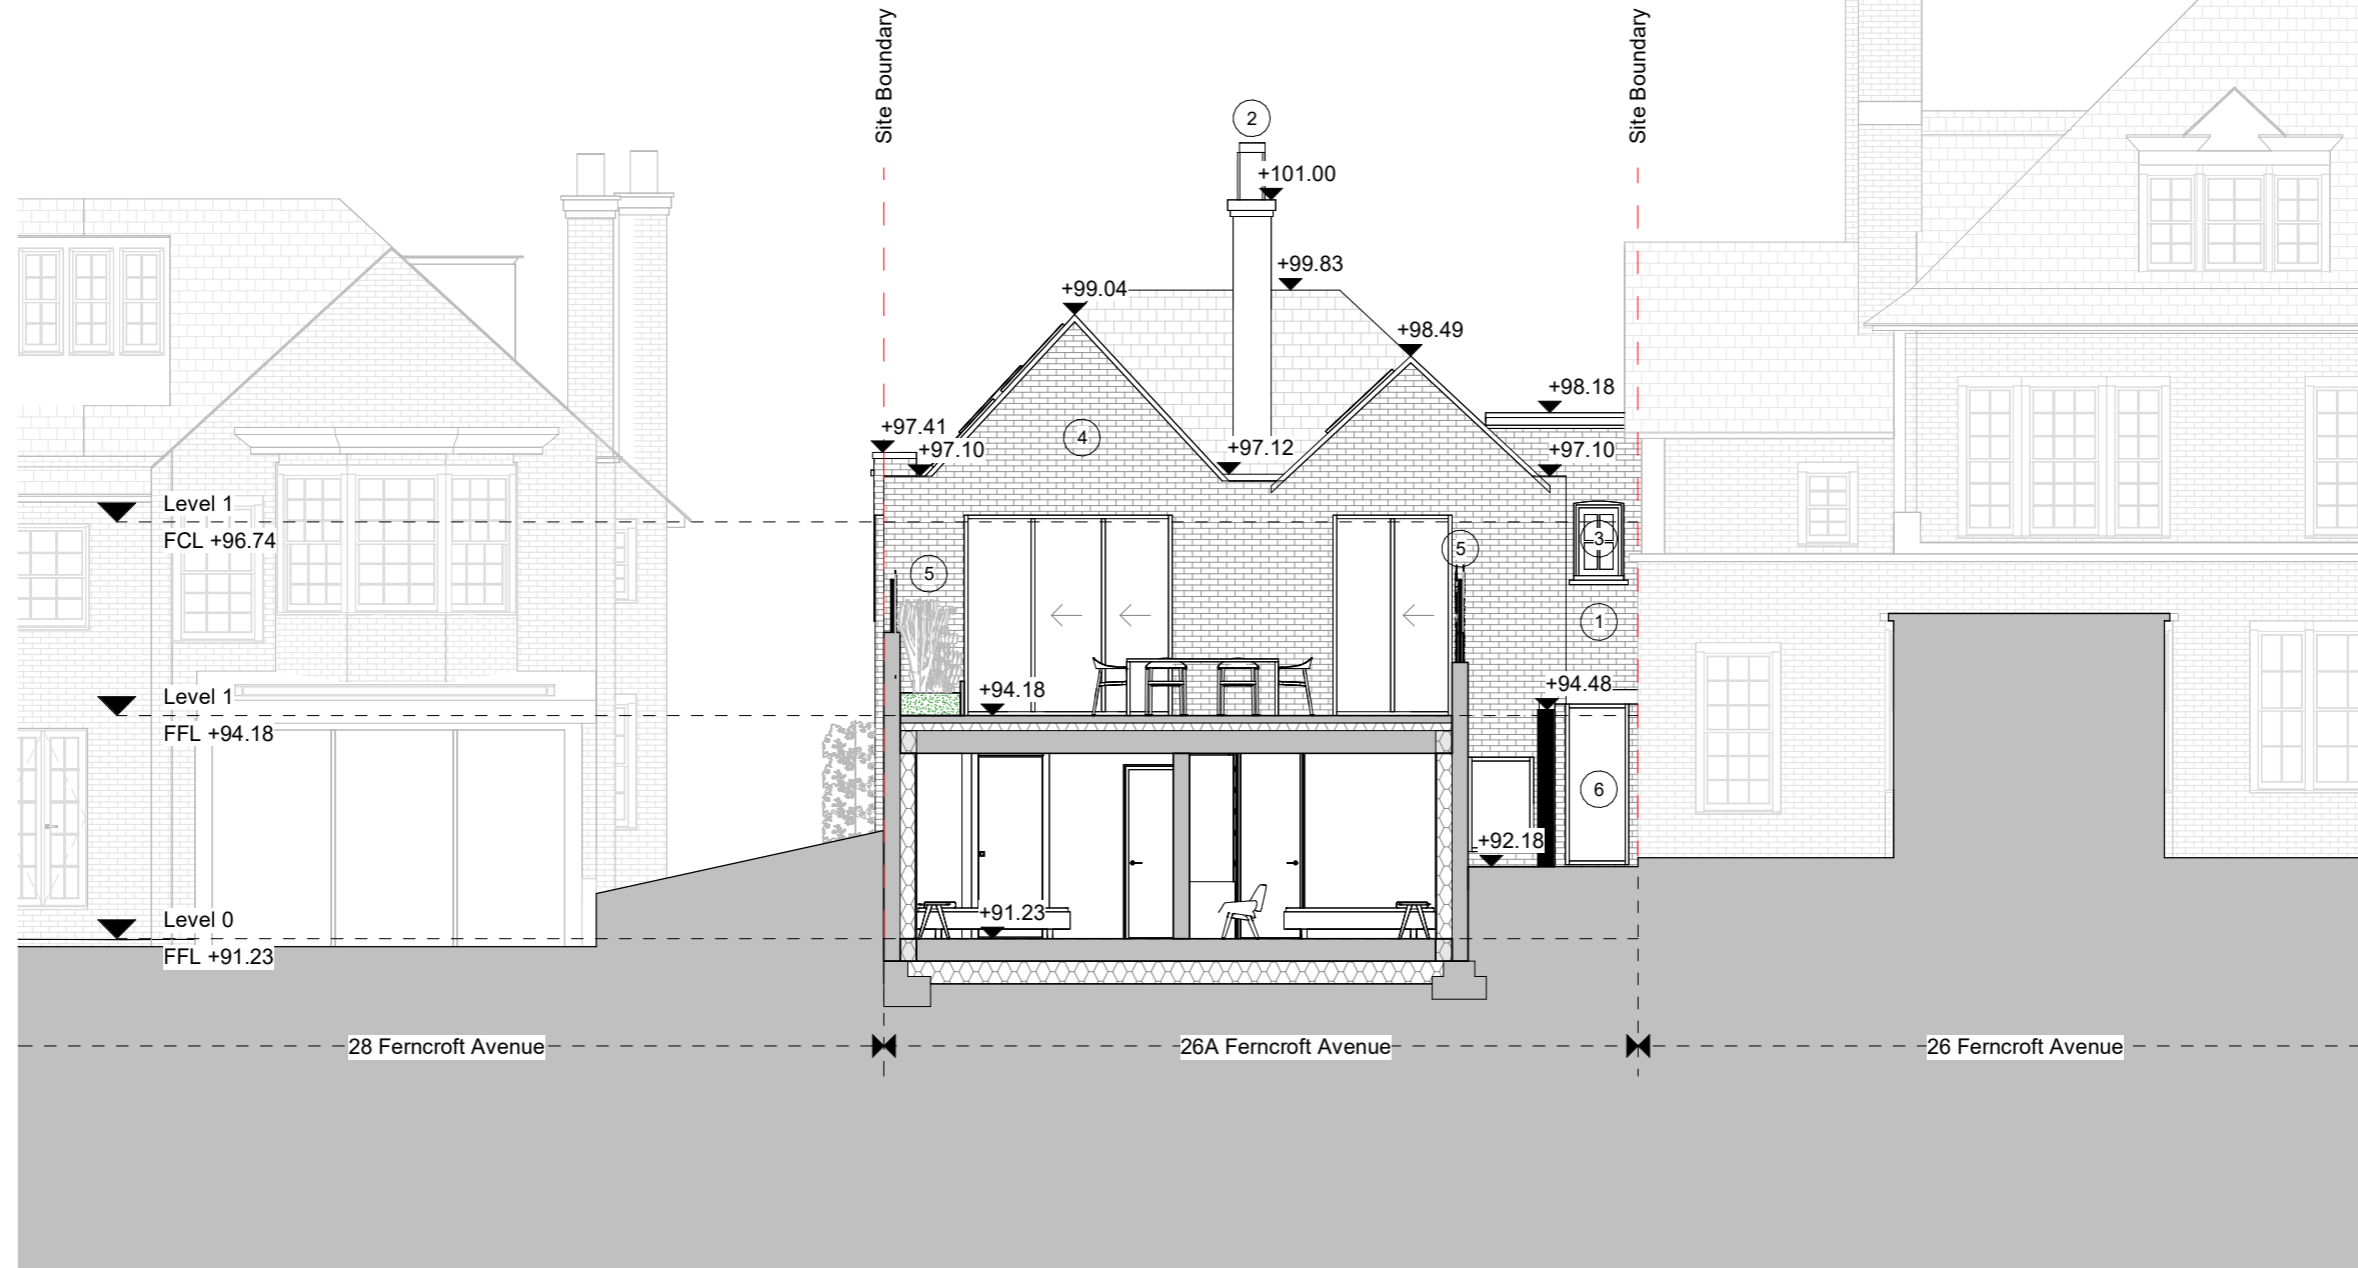 Site Boundary
Site Boundary
2
+101.00
+99.83
+99.04
+98.49
+98.18
+97.41
+97.10
4
+97.12
+97.10
Level 1
FCL +96.74
3
5
5
1
Level 1
FFL +94.18
+94.18
+94.48
6
+92.18
Level 0
FFL +91.23
+91.23
28 Ferncroft Avenue
26A Ferncroft Avenue
26 Ferncroft Avenue